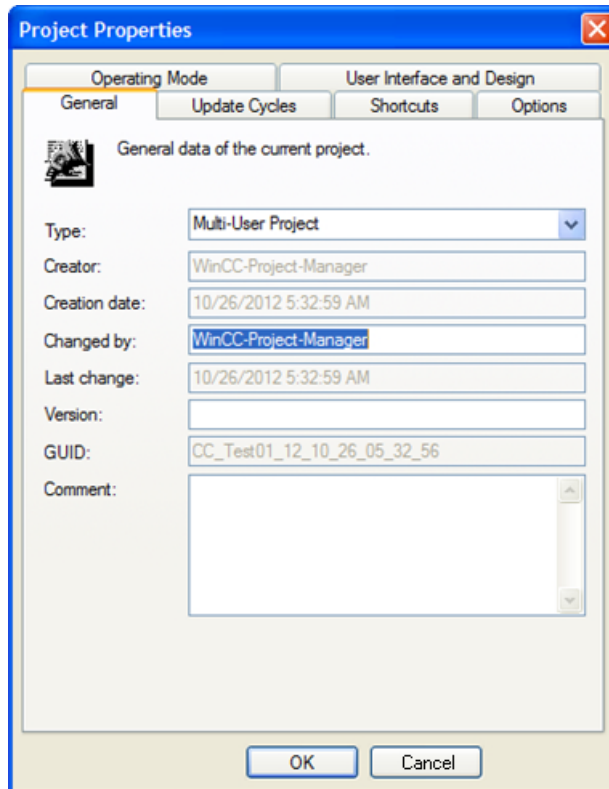 Project Properties
Operating Mode
User Interface and Design
General
Update Cycles
Shortcuts
Options
General data of the current project.
Type:
Multi-User Project
Creator:
WinCC-Project-Manager
Creation date:
10/26/2012 5:32:59 AM
Changed by:
WinCC-Project-Manager
Last change:
10/26/2012 5:32:59 AM
Version:
GUID:
CC_Test01_12_10_26_05_32_56
Comment:
OK
Cancel